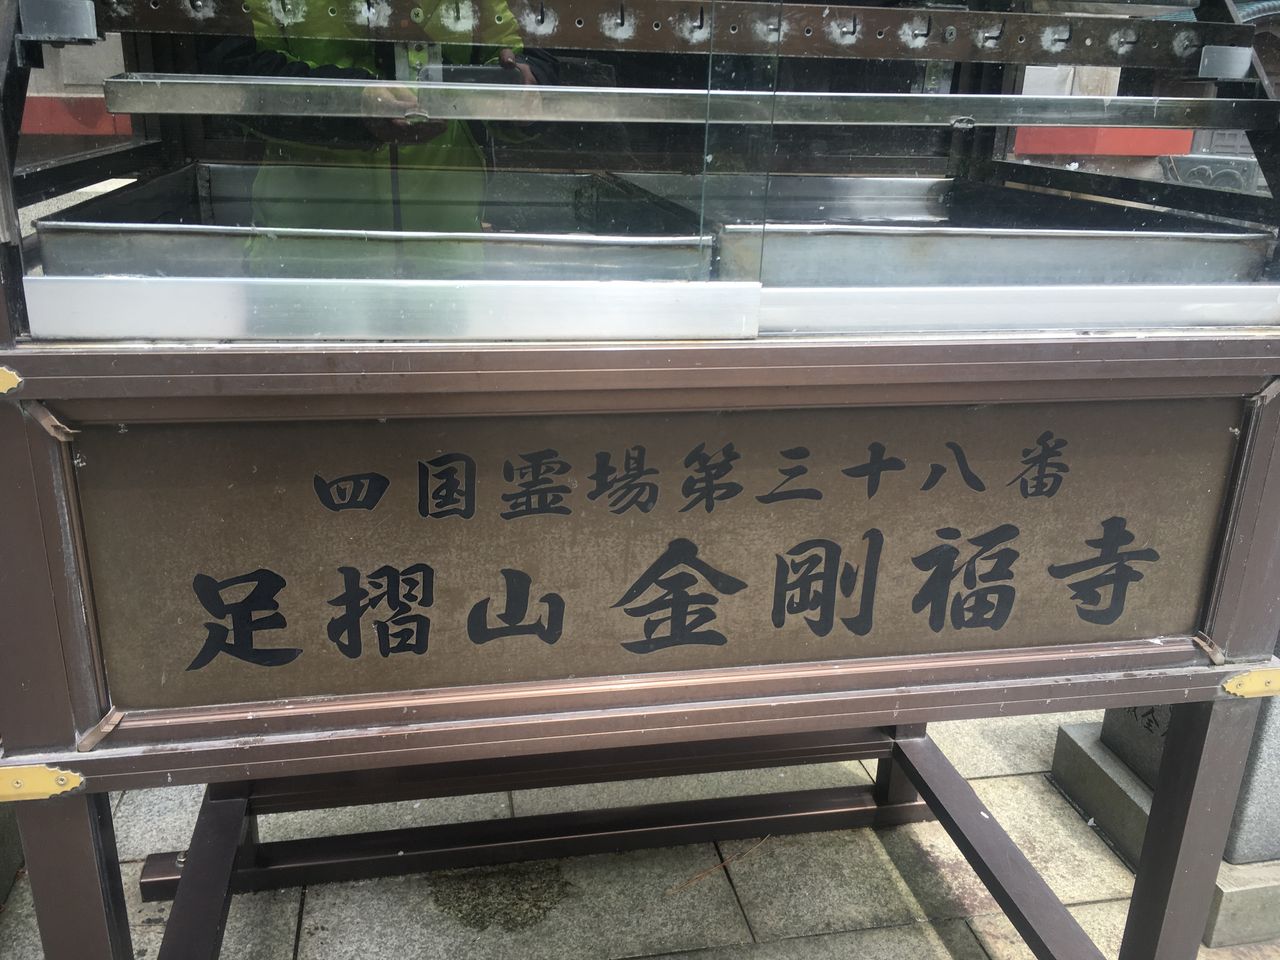 四国霊場第三十八番
足摺山 金剛福寺